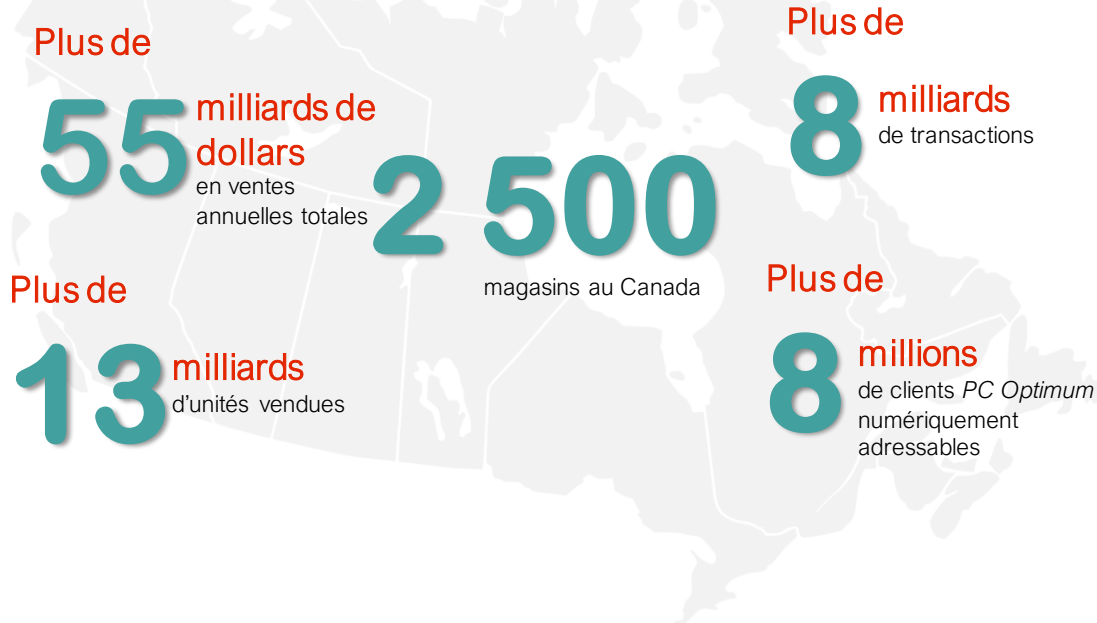 Plus de
55
milliards de
dollars
en ventes
annuelles totales
2 500
magasins au Canada
Plus de
8
milliards
de transactions
Plus de
13
milliards
d'unités vendues
Plus de
8
millions
de clients PC Optimum
numériquement
adressables